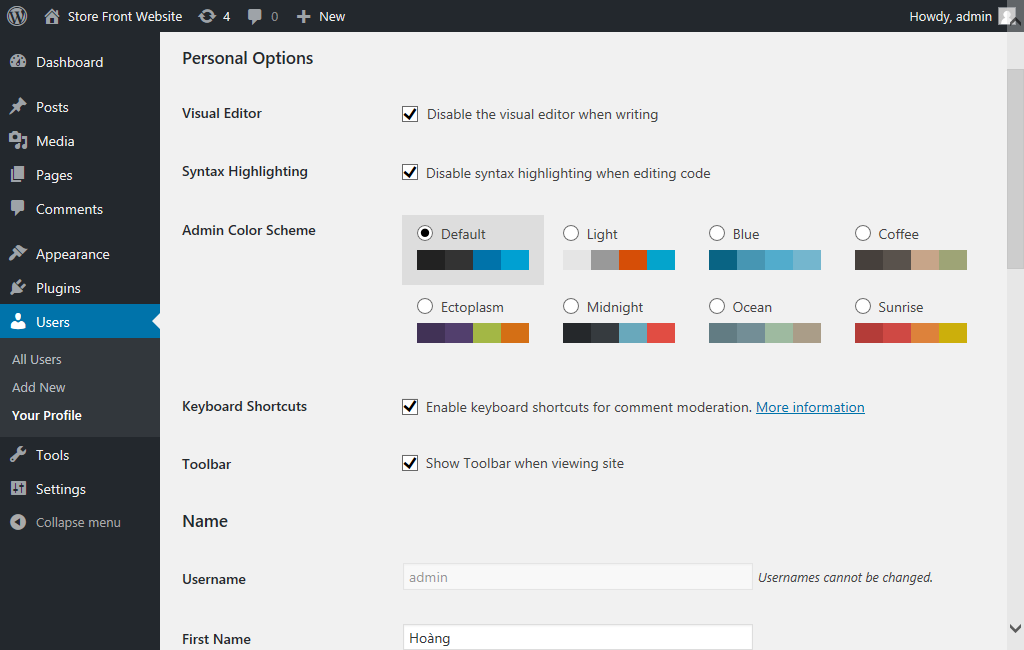 Store Front Website 4 0 New Howdy, admin
Dashboard
Posts
Media
Pages
Comments
Appearance
Plugins
Users
All Users
Add New
Your Profile
Tools
Settings
Collapse menu
Personal Options
Visual Editor Disable the visual editor when writing
Syntax Highlighting Disable syntax highlighting when editing code
Admin Color Scheme Default Light Blue Coffee
Ectoplasm Midnight Ocean Sunrise
Keyboard Shortcuts Enable keyboard shortcuts for comment moderation. More information
Toolbar Show Toolbar when viewing site
Name
Username admin Usernames cannot be changed.
First Name Hoàng